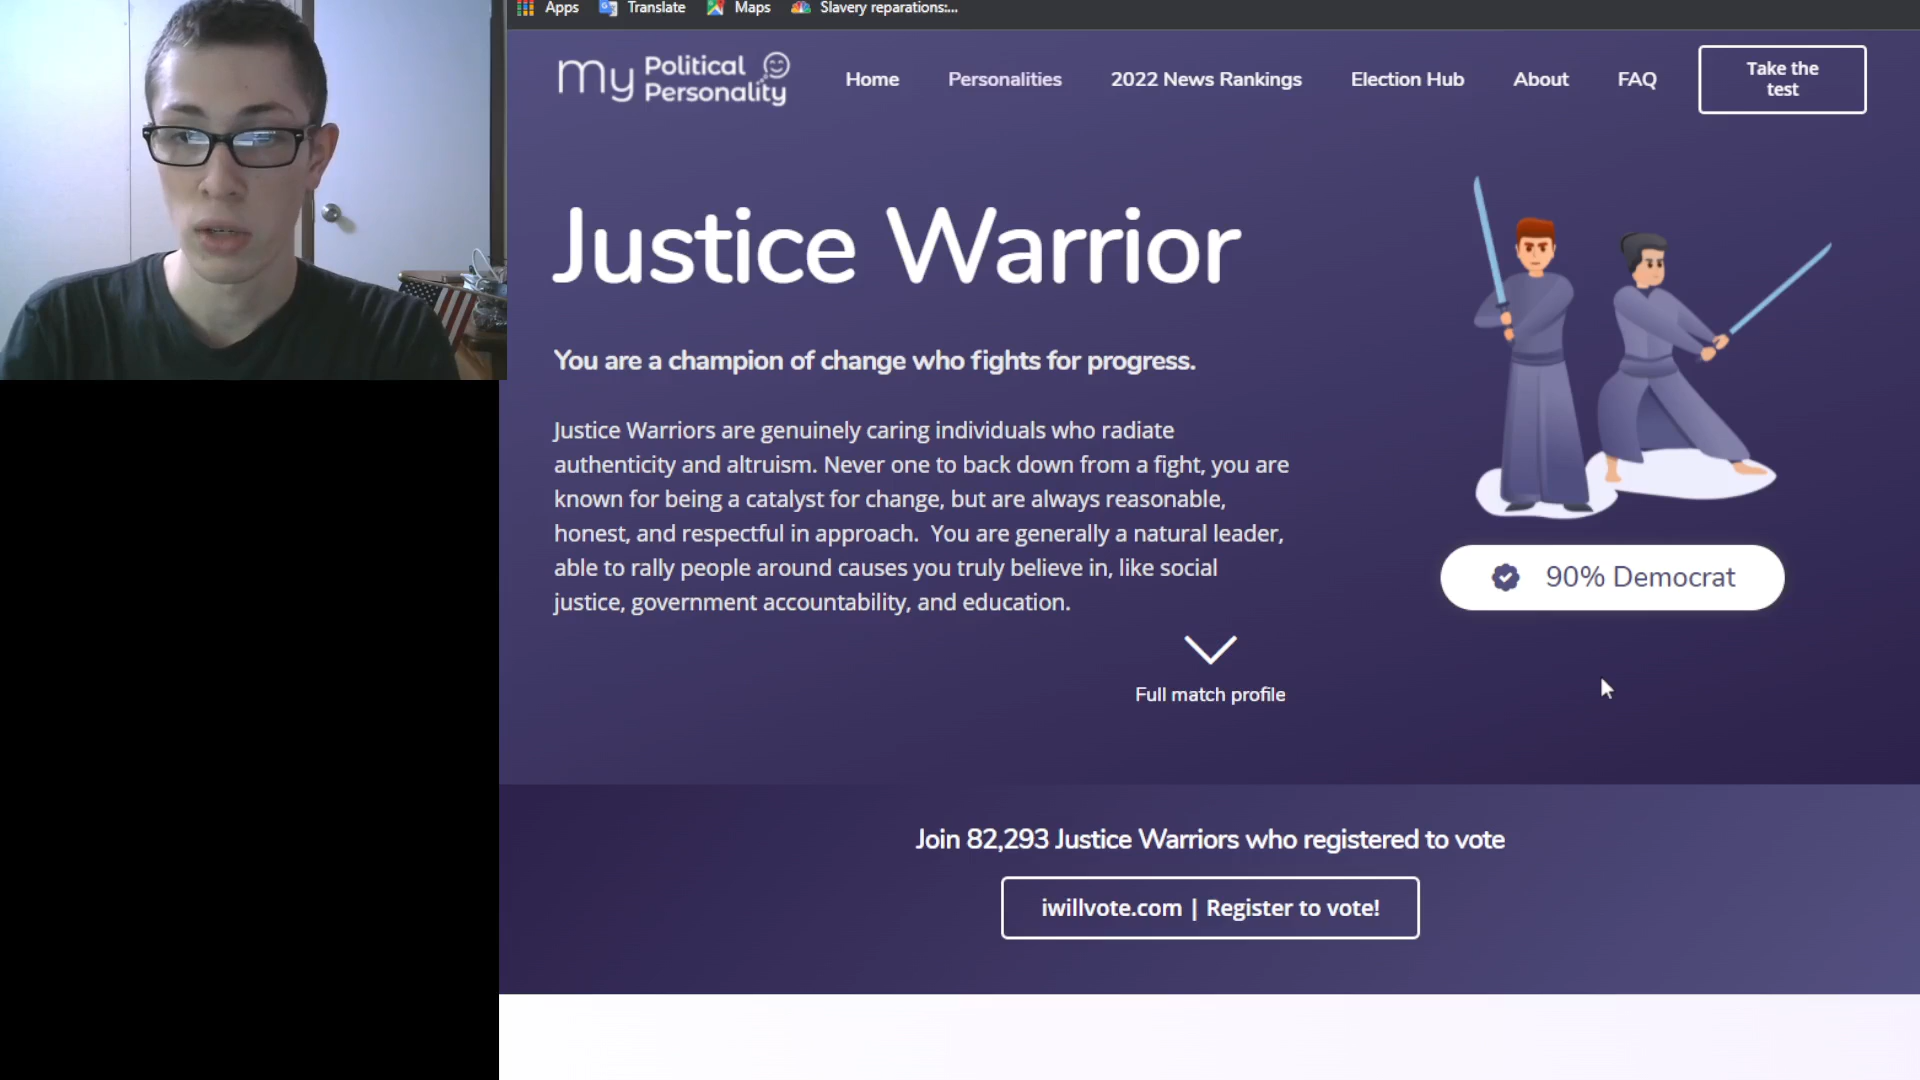 Apps Translate Maps Slavery reparations:...
My Political Personality
Home Personalities 2022 News Rankings Election Hub About FAQ Take the test
Justice Warrior
You are a champion of change who fights for progress.
Justice Warriors are genuinely caring individuals who radiate
authenticity and altruism. Never one to back down from a fight, you are
known for being a catalyst for change, but are always reasonable,
honest, and respectful in approach. You are generally a natural leader,
able to rally people around causes you truly believe in, like social
justice, government accountability, and education.
90% Democrat
Full match profile
Join 82,293 Justice Warriors who registered to vote
iwillvote.com | Register to vote!